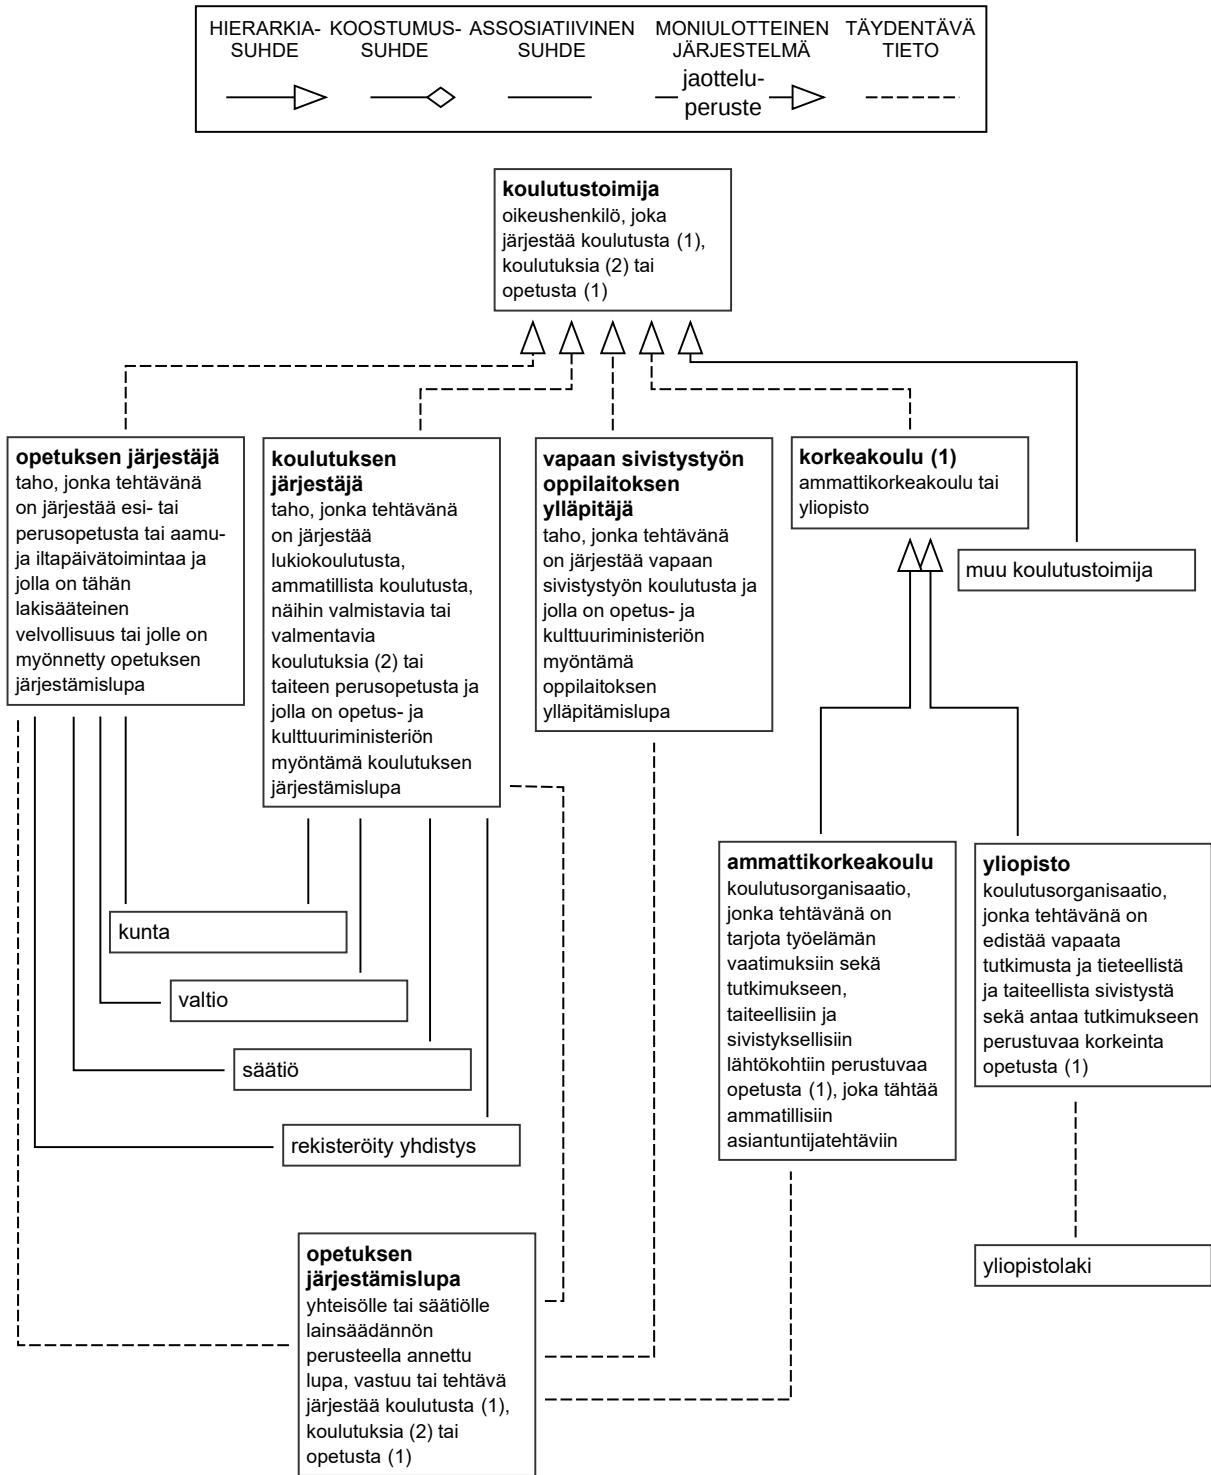 HIERARKIA-
SUHDE
KOOSTUMUS-
SUHDE
ASSOSIATIIVINEN
SUHDE
MONIULOTTEINEN
JÄRJESTELMÄ
TÄYDENTÄVÄ
TIETO
jaottelu-
peruste
koulutustoimija
oikeushenkilö, joka
järjestää koulutusta (1),
koulutuksia (2) tai
opetusta (1)
opetuksen järjestäjä
taho, jonka tehtävänä
on järjestää esi- tai
perusopetusta tai aamu-
ja iltapäivätoimintaa ja
jolla on tähän
lakisääteinen
velvollisuus tai jolle on
myönnetty opetuksen
järjestämislupa
koulutuksen
järjestäjä
taho, jonka tehtävänä
on järjestää
lukiokoulutusta,
ammatillista koulutusta,
näihin valmistavia tai
valmentavia
koulutuksia (2) tai
taiteen perusopetusta ja
jolla on opetus- ja
kulttuuriministeriön
myöntämä koulutuksen
järjestämislupa
vapaan sivistystyön
oppilaitoksen
ylläpitäjä
taho, jonka tehtävänä
on järjestää vapaan
sivistystyön koulutusta ja
jolla on opetus- ja
kulttuuriministeriön
myöntämä
oppilaitoksen
ylläpitämislupa
korkeakoulu (1)
ammattikorkeakoulu tai
yliopisto
muu koulutustoimija
ammattikorkeakoulu
koulutusorganisaatio,
jonka tehtävänä on
tarjota työelämän
vaatimuksiin sekä
tutkimukseen,
taiteellisiin ja
sivistyksellisiin
lähtökohtiin perustuvaa
opetusta (1), joka tähtää
ammatillisiin
asiantuntijatehtäviin
yliopisto
koulutusorganisaatio,
jonka tehtävänä on
edistää vapaata
tutkimusta ja tieteellistä
ja taiteellista sivistystä
sekä antaa tutkimukseen
perustuvaa korkeinta
opetusta (1)
kunta
valtio
säätiö
rekisteröity yhdistys
opetuksen
järjestämislupa
yhteisölle tai säätiölle
lainsäädännön
perusteella annettu
lupa, vastuu tai tehtävä
järjestää koulutusta (1),
koulutuksia (2) tai
opetusta (1)
yliopistolaki